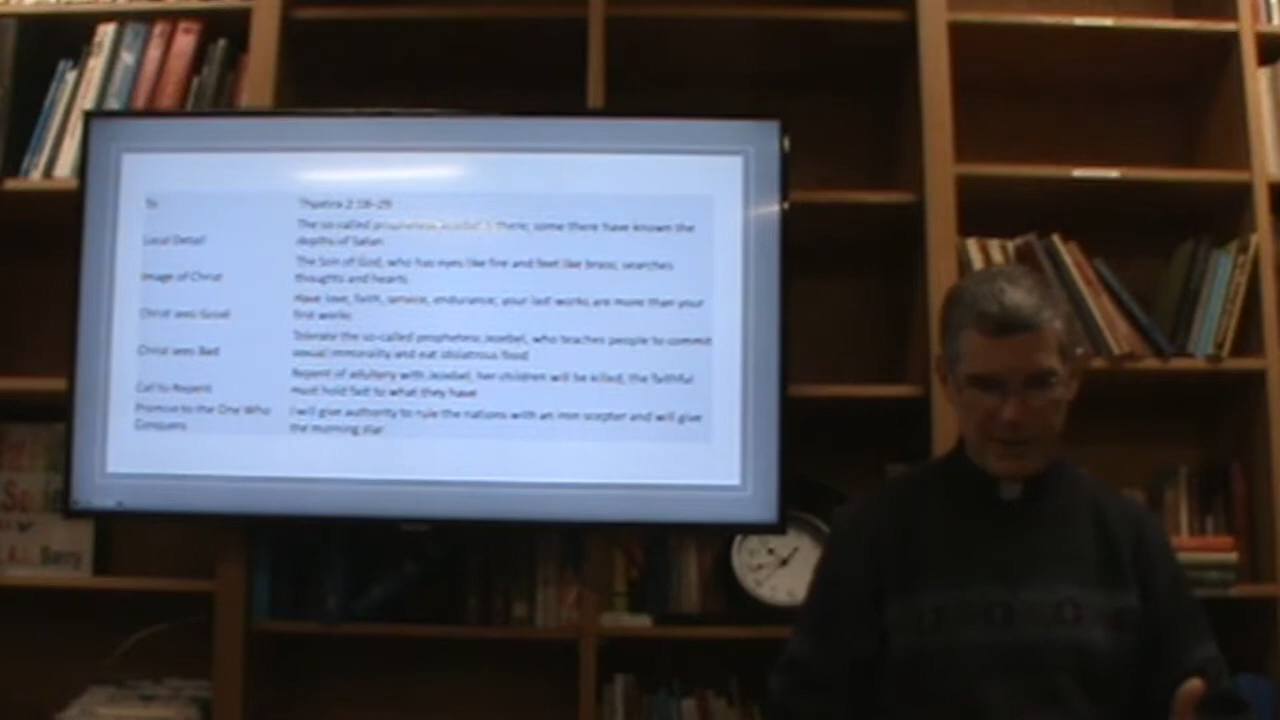 To Thyatira 2:18-29
The so-called prophetess Jezebel is there; some there have known the
Local Detail depths of Satan
The Son of God, who has eyes like fire and feet like brass; searches
Image of Christ thoughts and hearts
Have love, faith, service, endurance; your last works are more than your
Christ sees Good first works
Tolerate the so-called prophetess Jezebel, who teaches people to commit
Christ sees Bad sexual immorality and eat idolatrous food
Repent of adultery with Jezebel; her children will be killed; the faithful
Call to Repent must hold fast to what they have
Promise to the One Who I will give authority to rule the nations with an iron scepter and will give
Conquers the morning star
Barry